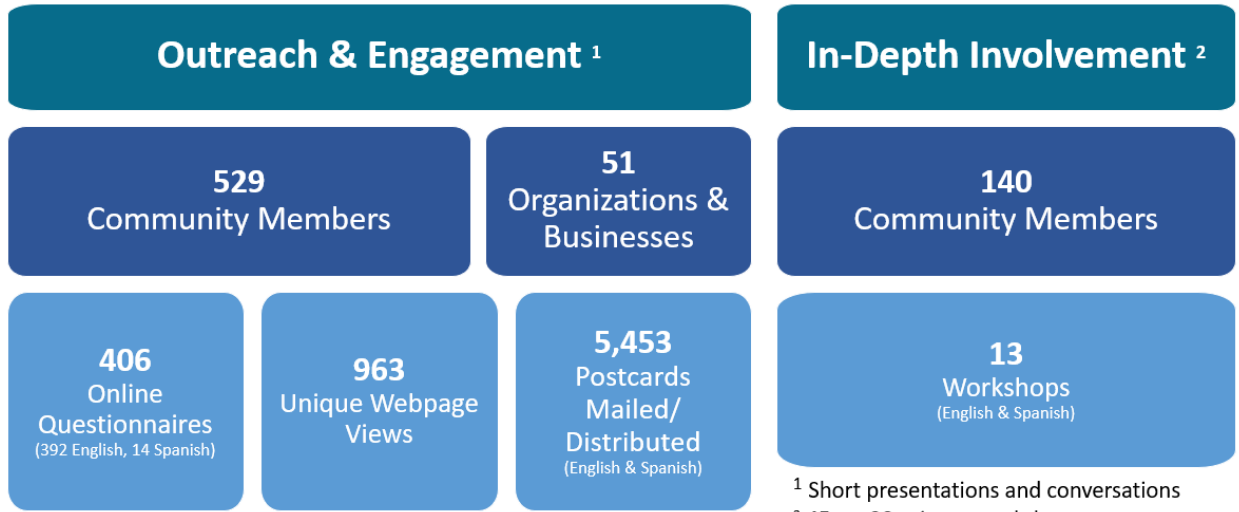 Outreach & Engagement 1
In-Depth Involvement 2
529
Community Members
51
Organizations &
Businesses
140
Community Members
406
Online
Questionnaires
(392 English, 14 Spanish)
963
Unique Webpage
Views
5,453
Postcards
Mailed/
Distributed
(English & Spanish)
13
Workshops
(English & Spanish)
1 Short presentations and conversations